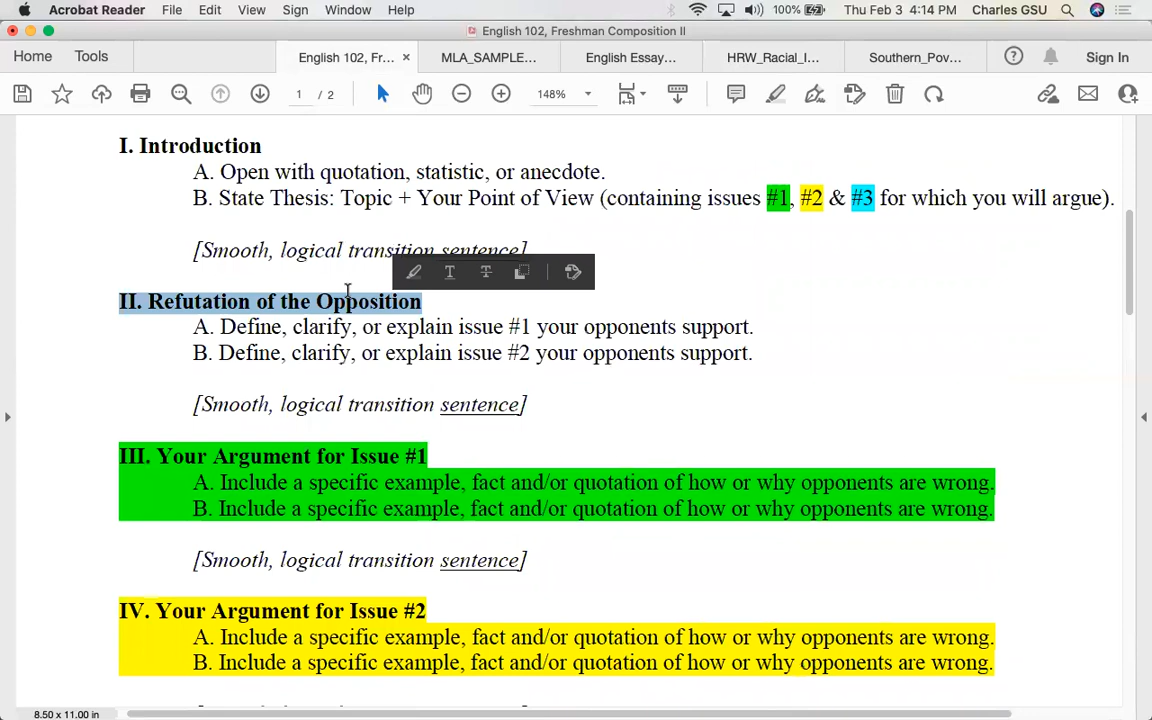 Acrobat Reader File Edit View Sign Window Help 100% Thu Feb 3 4:14 PM Charles GSU
English 102, Freshman Composition II
Home Tools English 102, Fr... × MLA_SAMPLE... English Essay... HRW_Racial_I... Southern_Pov... Sign In
1 / 2 148%
I. Introduction
A. Open with quotation, statistic, or anecdote.
B. State Thesis: Topic + Your Point of View (containing issues #1, #2 & #3 for which you will argue).
[Smooth, logical transition sentence]
II. Refutation of the Opposition
A. Define, clarify, or explain issue #1 your opponents support.
B. Define, clarify, or explain issue #2 your opponents support.
[Smooth, logical transition sentence]
III. Your Argument for Issue #1
A. Include a specific example, fact and/or quotation of how or why opponents are wrong.
B. Include a specific example, fact and/or quotation of how or why opponents are wrong.
[Smooth, logical transition sentence]
IV. Your Argument for Issue #2
A. Include a specific example, fact and/or quotation of how or why opponents are wrong.
B. Include a specific example, fact and/or quotation of how or why opponents are wrong.
8.50 x 11.00 in